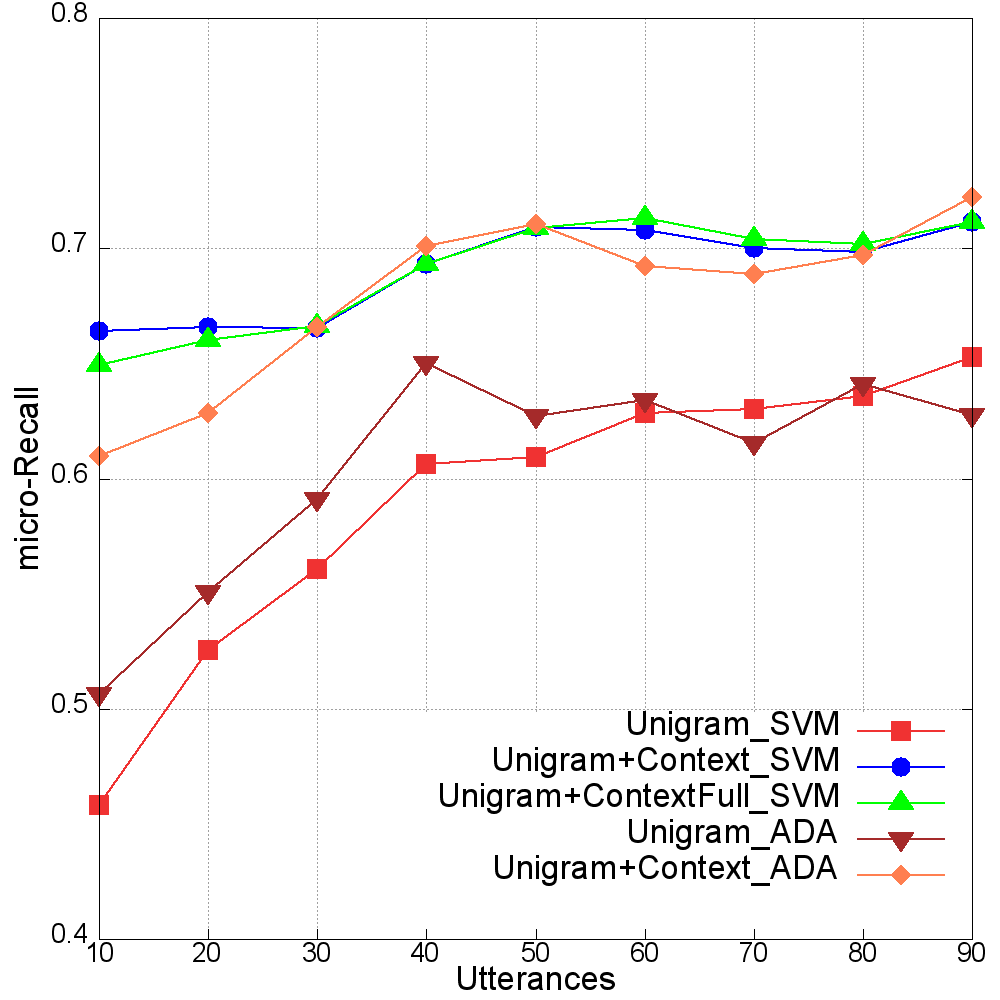 0.8
0.7
0.6
0.5
0.4
micro-Recall
10 20 30 40 50 60 70 80 90
Utterances
Unigram_SVM
Unigram+Context_SVM
Unigram+ContextFull_SVM
Unigram_ADA
Unigram+Context_ADA